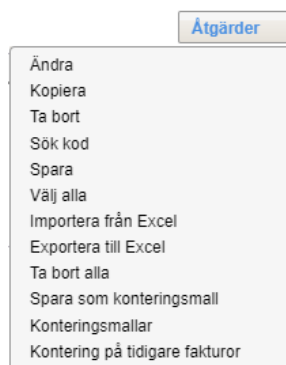 Åtgärder
Ändra
Kopiera
Ta bort
Sök kod
Spara
Välj alla
Importera från Excel
Exportera till Excel
Ta bort alla
Spara som konteringsmall
Konteringsmallar
Kontering på tidigare fakturor